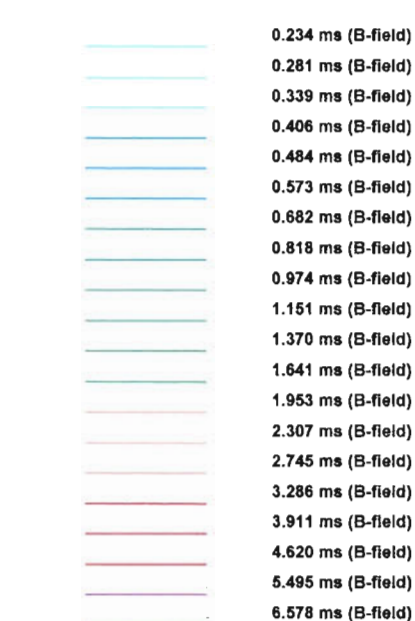 0.234 ms (B-field)
0.281 ms (B-field)
0.339 ms (B-field)
0.406 ms (B-field)
0.484 ms (B-field)
0.573 ms (B-field)
0.682 ms (B-field)
0.818 ms (B-field)
0.974 ms (B-field)
1.151 ms (B-field)
1.370 ms (B-field)
1.641 ms (B-field)
1.953 ms (B-field)
2.307 ms (B-field)
2.745 ms (B-field)
3.286 ms (B-field)
3.911 ms (B-field)
4.620 ms (B-field)
5.495 ms (B-field)
6.578 ms (B-field)